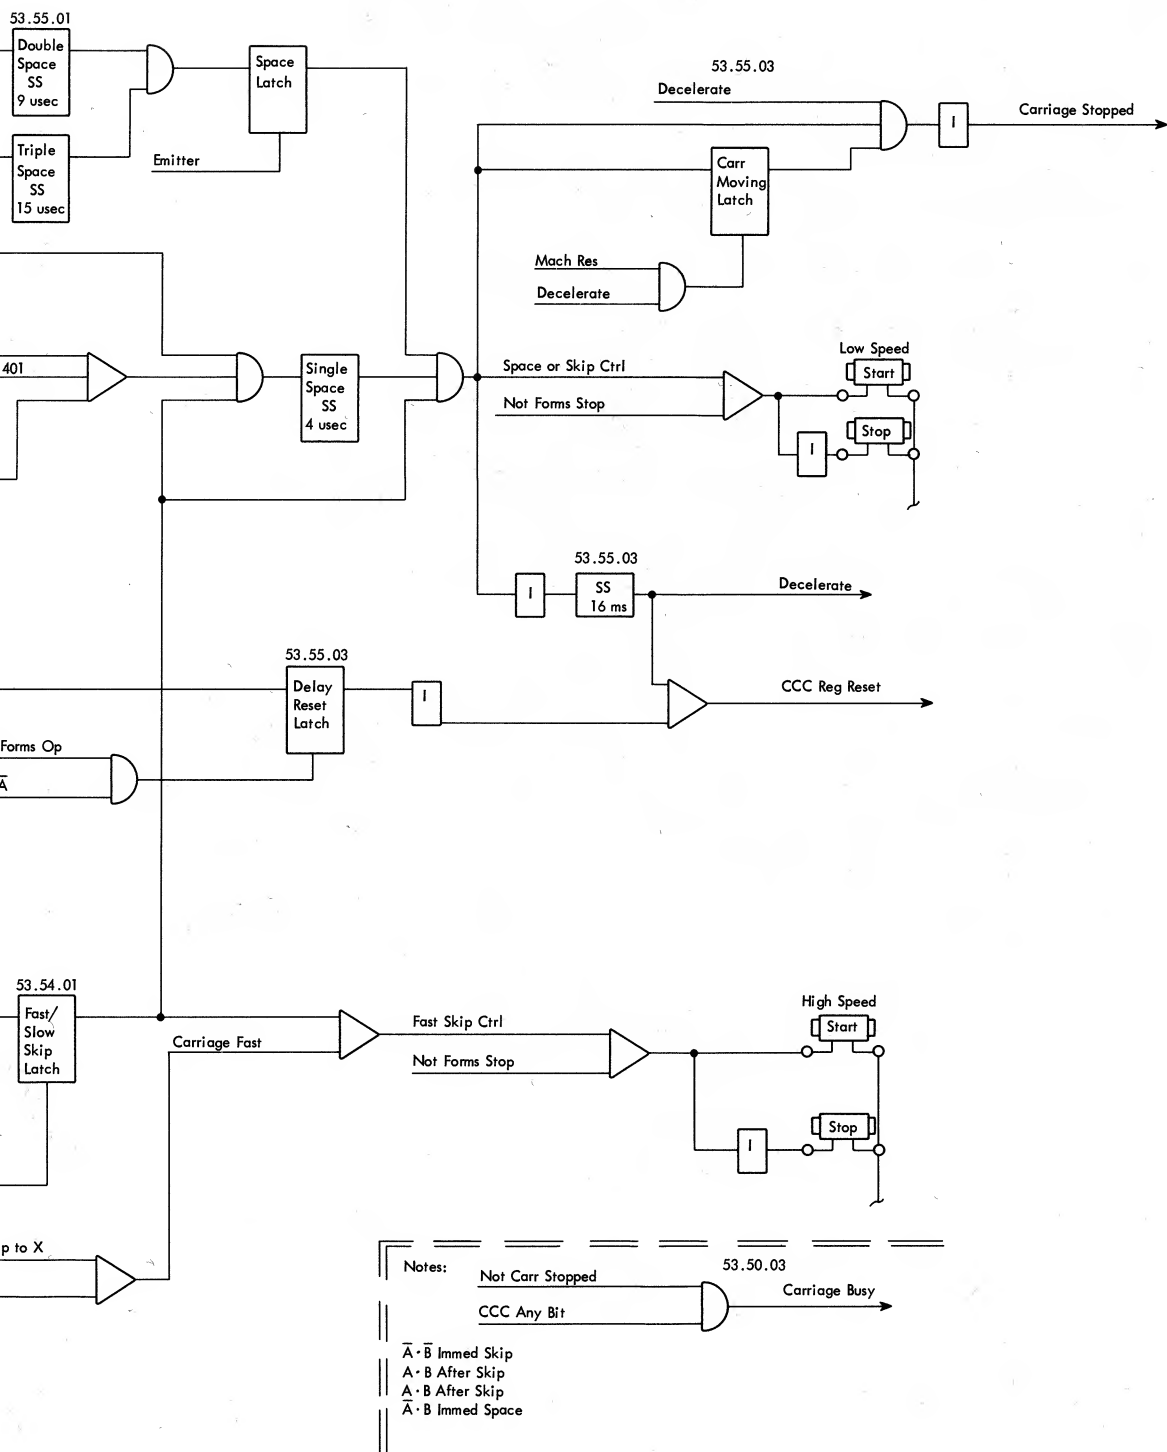 53.55.01
Double
Space
SS
9 usec
Space
Latch
Triple
Space
SS
15 usec
Emitter
53.55.03
Decelerate
I
Carriage Stopped
Carr
Moving
Latch
Mach Res
Decelerate
401
Single
Space
SS
4 usec
Space or Skip Ctrl
Not Forms Stop
Low Speed
Start
Stop
I
I
53.55.03
SS
16 ms
Decelerate
53.55.03
Delay
Reset
Latch
I
CCC Reg Reset
Forms Op
A̅
53.54.01
Fast/
Slow
Skip
Latch
Carriage Fast
Fast Skip Ctrl
Not Forms Stop
High Speed
Start
Stop
I
p to X
Notes:
Not Carr Stopped
CCC Any Bit
53.50.03
Carriage Busy
A̅ · B̅ Immed Skip
A · B After Skip
A · B After Skip
A̅ · B Immed Space